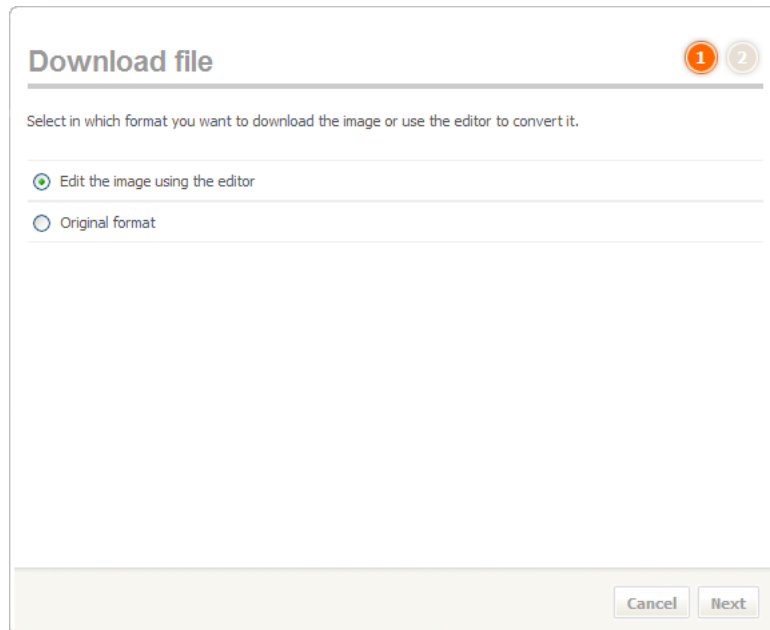 Download file
1 2
Select in which format you want to download the image or use the editor to convert it.
Edit the image using the editor
Original format
Cancel Next